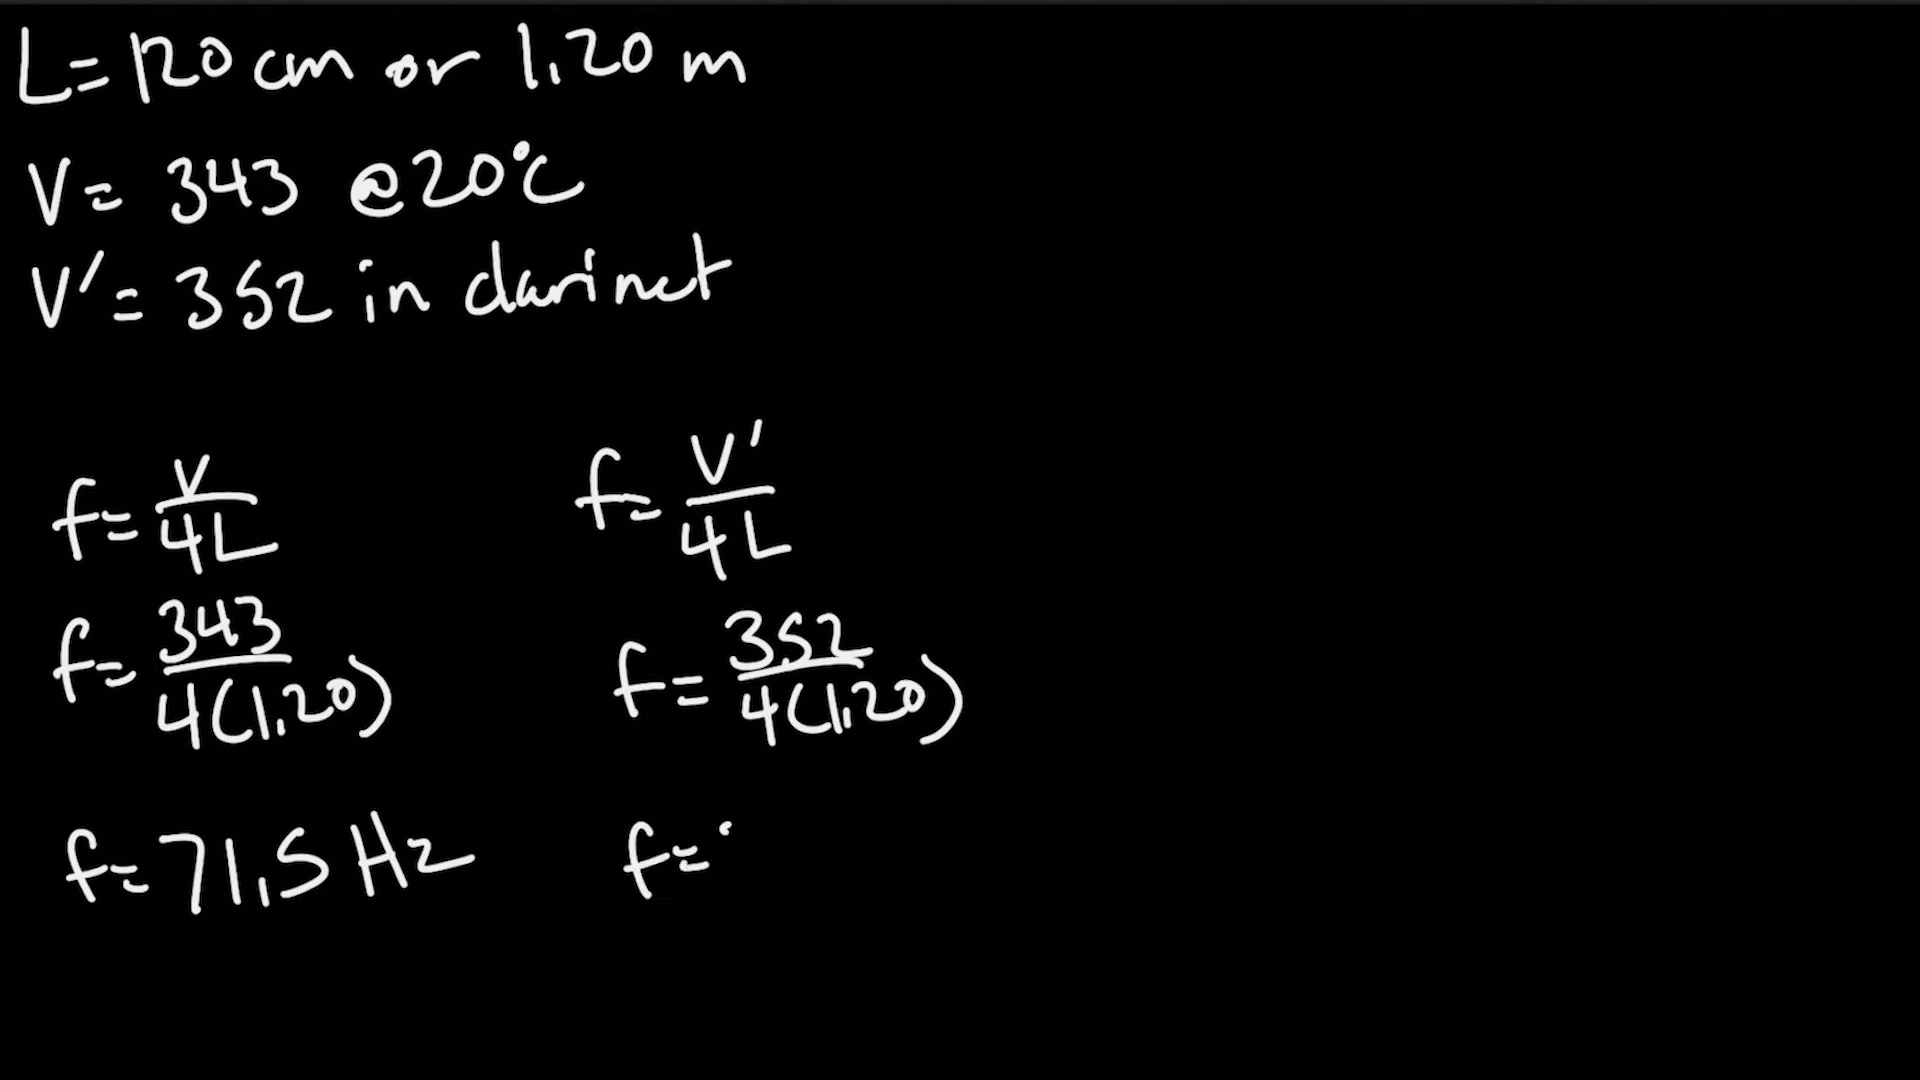 L = 120 cm or 1.20 m
V = 343 @ 20°C
V' = 352 in clarinet
f = V/4L
f = V'/4L
f = 343/4(1.20)
f = 352/4(1.20)
f = 71.5 Hz
f =